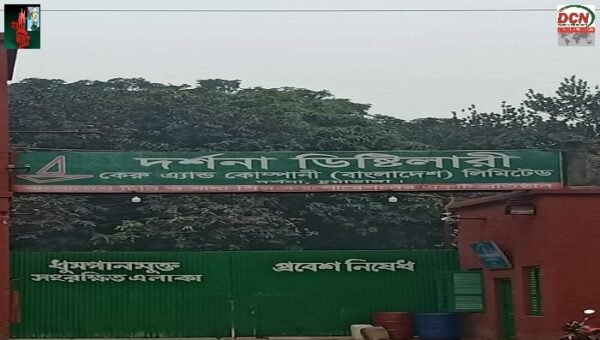 DCN
দর্শনা ডিষ্টিলারী
কেরু এ্যান্ড কোম্পানী (বাংলাদেশ) লিমিটেড
ধুমপানমুক্ত
সংরক্ষিত এলাকা
প্রবেশ নিষেধ